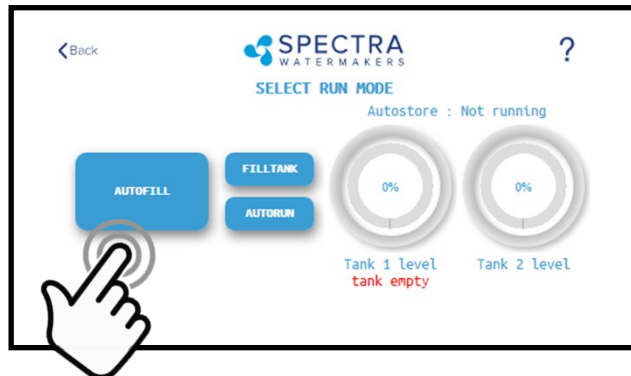 Back
SPECTRA
WATERMAKERS
?
SELECT RUN MODE
Autostore : Not running
AUTOFILL
FILLTANK
AUTORUN
0%
0%
Tank 1 level
tank empty
Tank 2 level